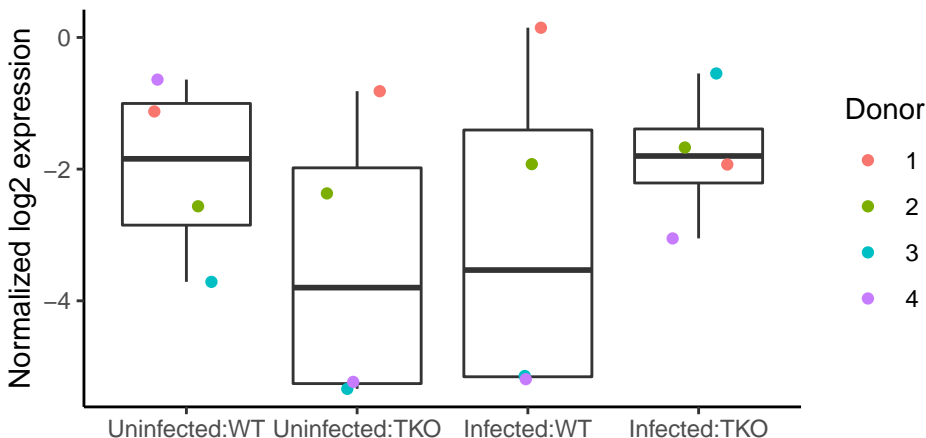 Normalized log2 expression
0
−2
−4
Uninfected:WT
Uninfected:TKO
Infected:WT
Infected:TKO
Donor
1
2
3
4